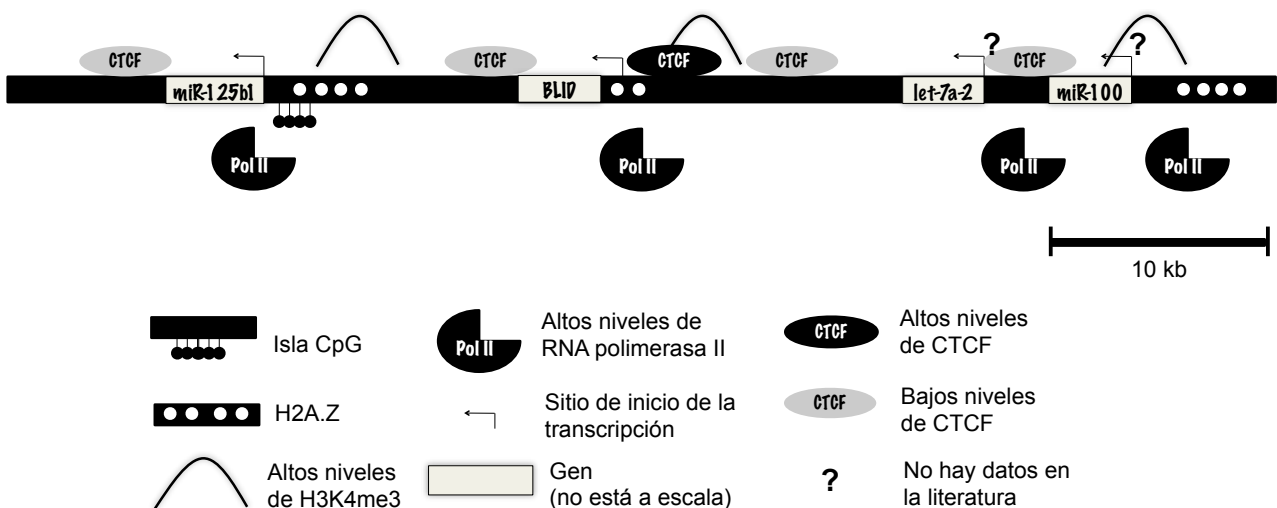 CTCF
CTCF
CTCF
CTCF
?
CTCF
?
miR-125b1
BLID
let-7a-2
miR-100
Pol II
Pol II
Pol II
Pol II
10 kb
Isla CpG
Pol II
Altos niveles de
RNA polimerasa II
CTCF
Altos niveles
de CTCF
H2A.Z
Sitio de inicio de la
transcripción
CTCF
Bajos niveles
de CTCF
Altos niveles
de H3K4me3
Gen
(no está a escala)
?
No hay datos en
la literatura